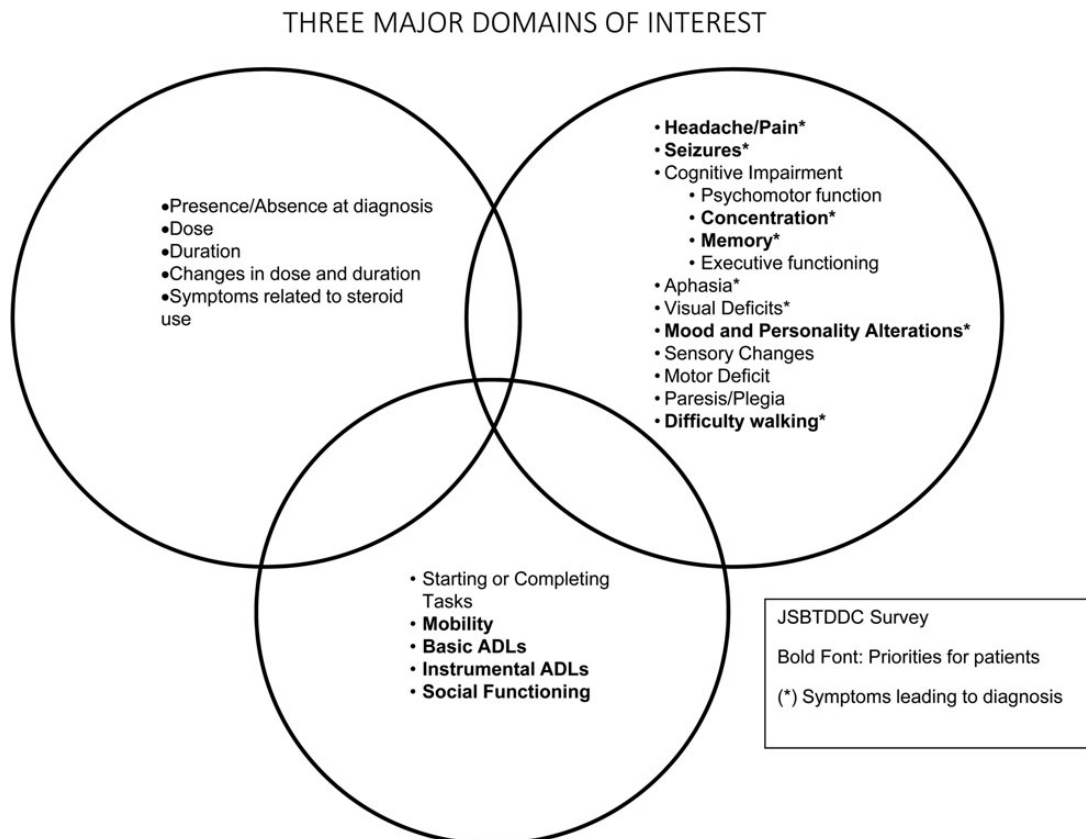 THREE MAJOR DOMAINS OF INTEREST
•Presence/Absence at diagnosis
•Dose
•Duration
•Changes in dose and duration
•Symptoms related to steroid
use
• Headache/Pain*
• Seizures*
• Cognitive Impairment
• Psychomotor function
• Concentration*
• Memory*
• Executive functioning
• Aphasia*
• Visual Deficits*
• Mood and Personality Alterations*
• Sensory Changes
• Motor Deficit
• Paresis/Plegia
• Difficulty walking*
• Starting or Completing
Tasks
• Mobility
• Basic ADLs
• Instrumental ADLs
• Social Functioning
JSBTDDC Survey
Bold Font: Priorities for patients
(*) Symptoms leading to diagnosis